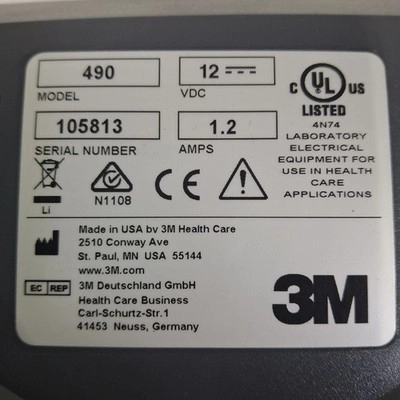 490
MODEL
12
VDC
C UL US
LISTED
4N74
LABORATORY
ELECTRICAL
EQUIPMENT FOR
USE IN HEALTH
CARE
APPLICATIONS
105813
SERIAL NUMBER
1.2
AMPS
Li
N1108
CE
Made in USA by 3M Health Care
2510 Conway Ave
St. Paul, MN USA 55144
www.3M.com
EC REP
3M Deutschland GmbH
Health Care Business
Carl-Schurtz-Str.1
41453 Neuss, Germany
3M